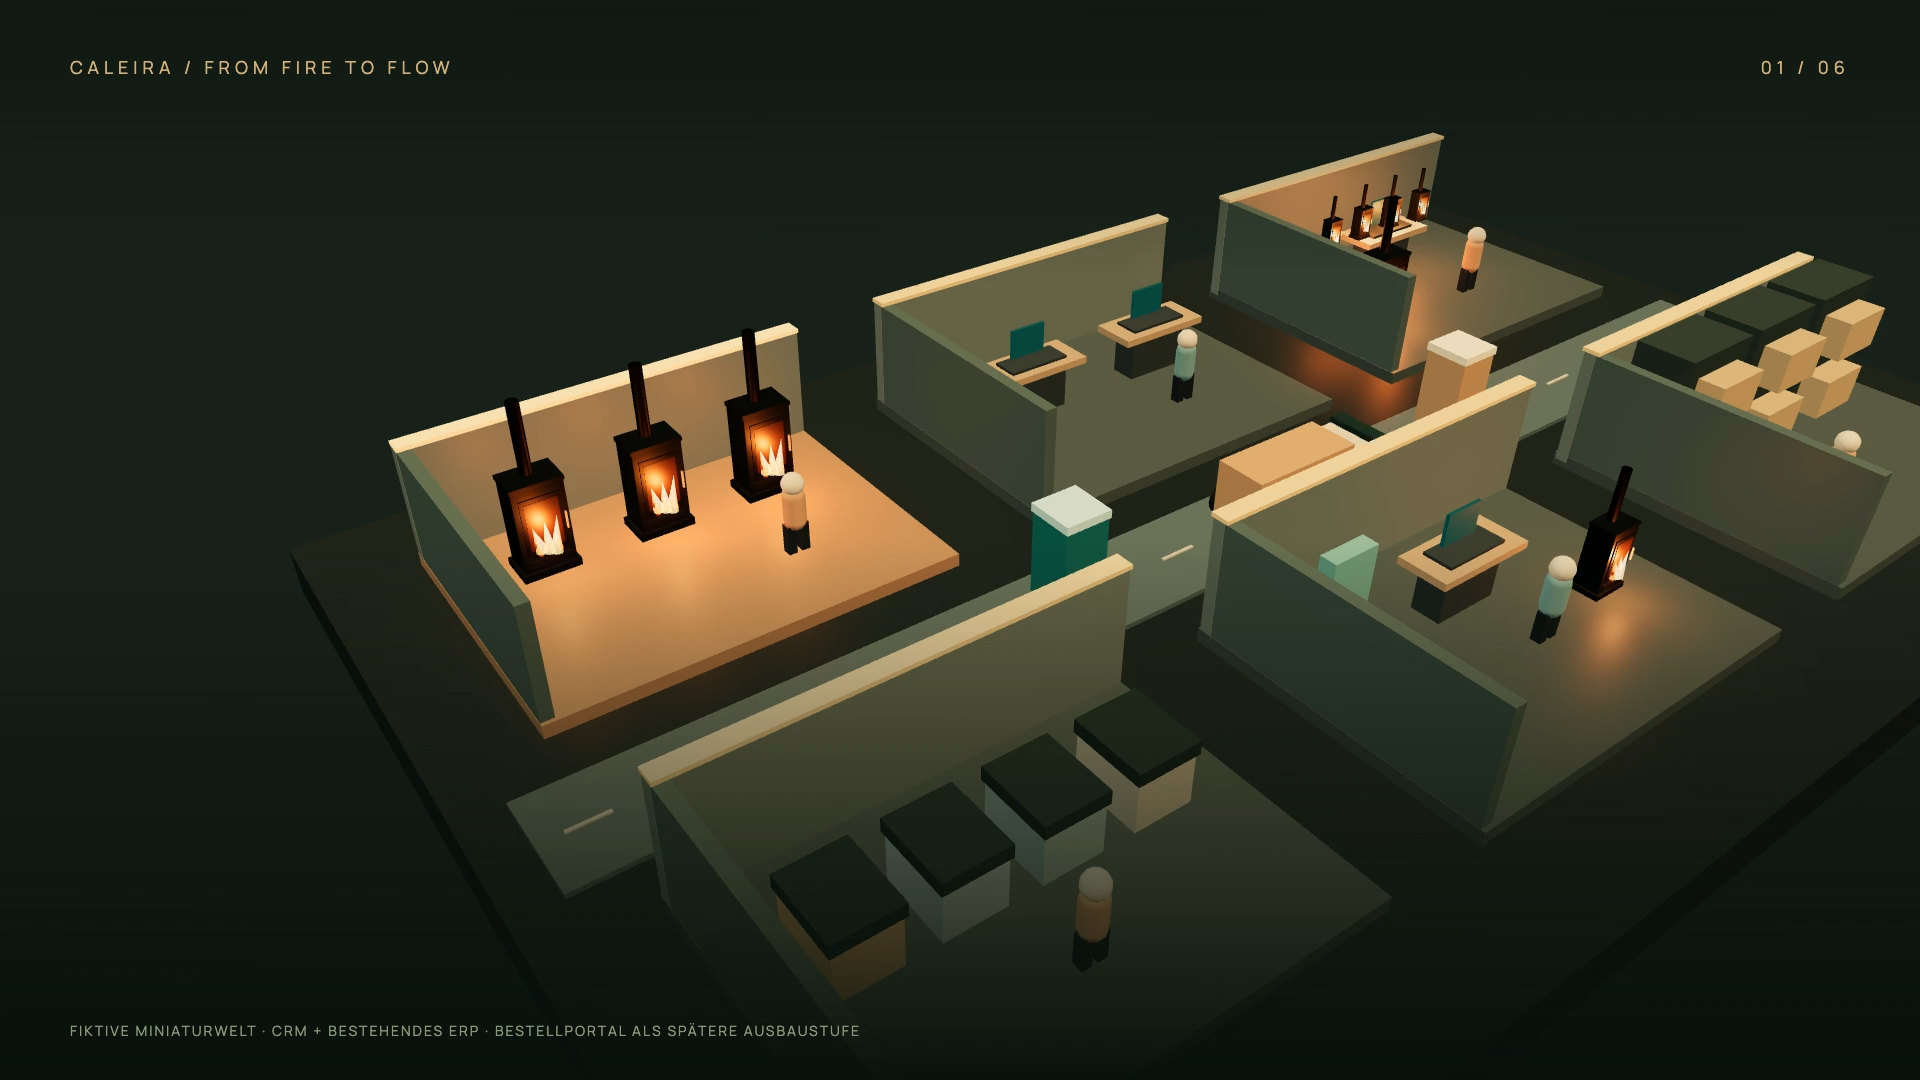 CALEIRA / FROM FIRE TO FLOW
01 / 06
FIKTIVE MINIATURWELT · CRM + BESTEHENDES ERP · BESTELLPORTAL ALS SPÄTERE AUSBAUSTUFE